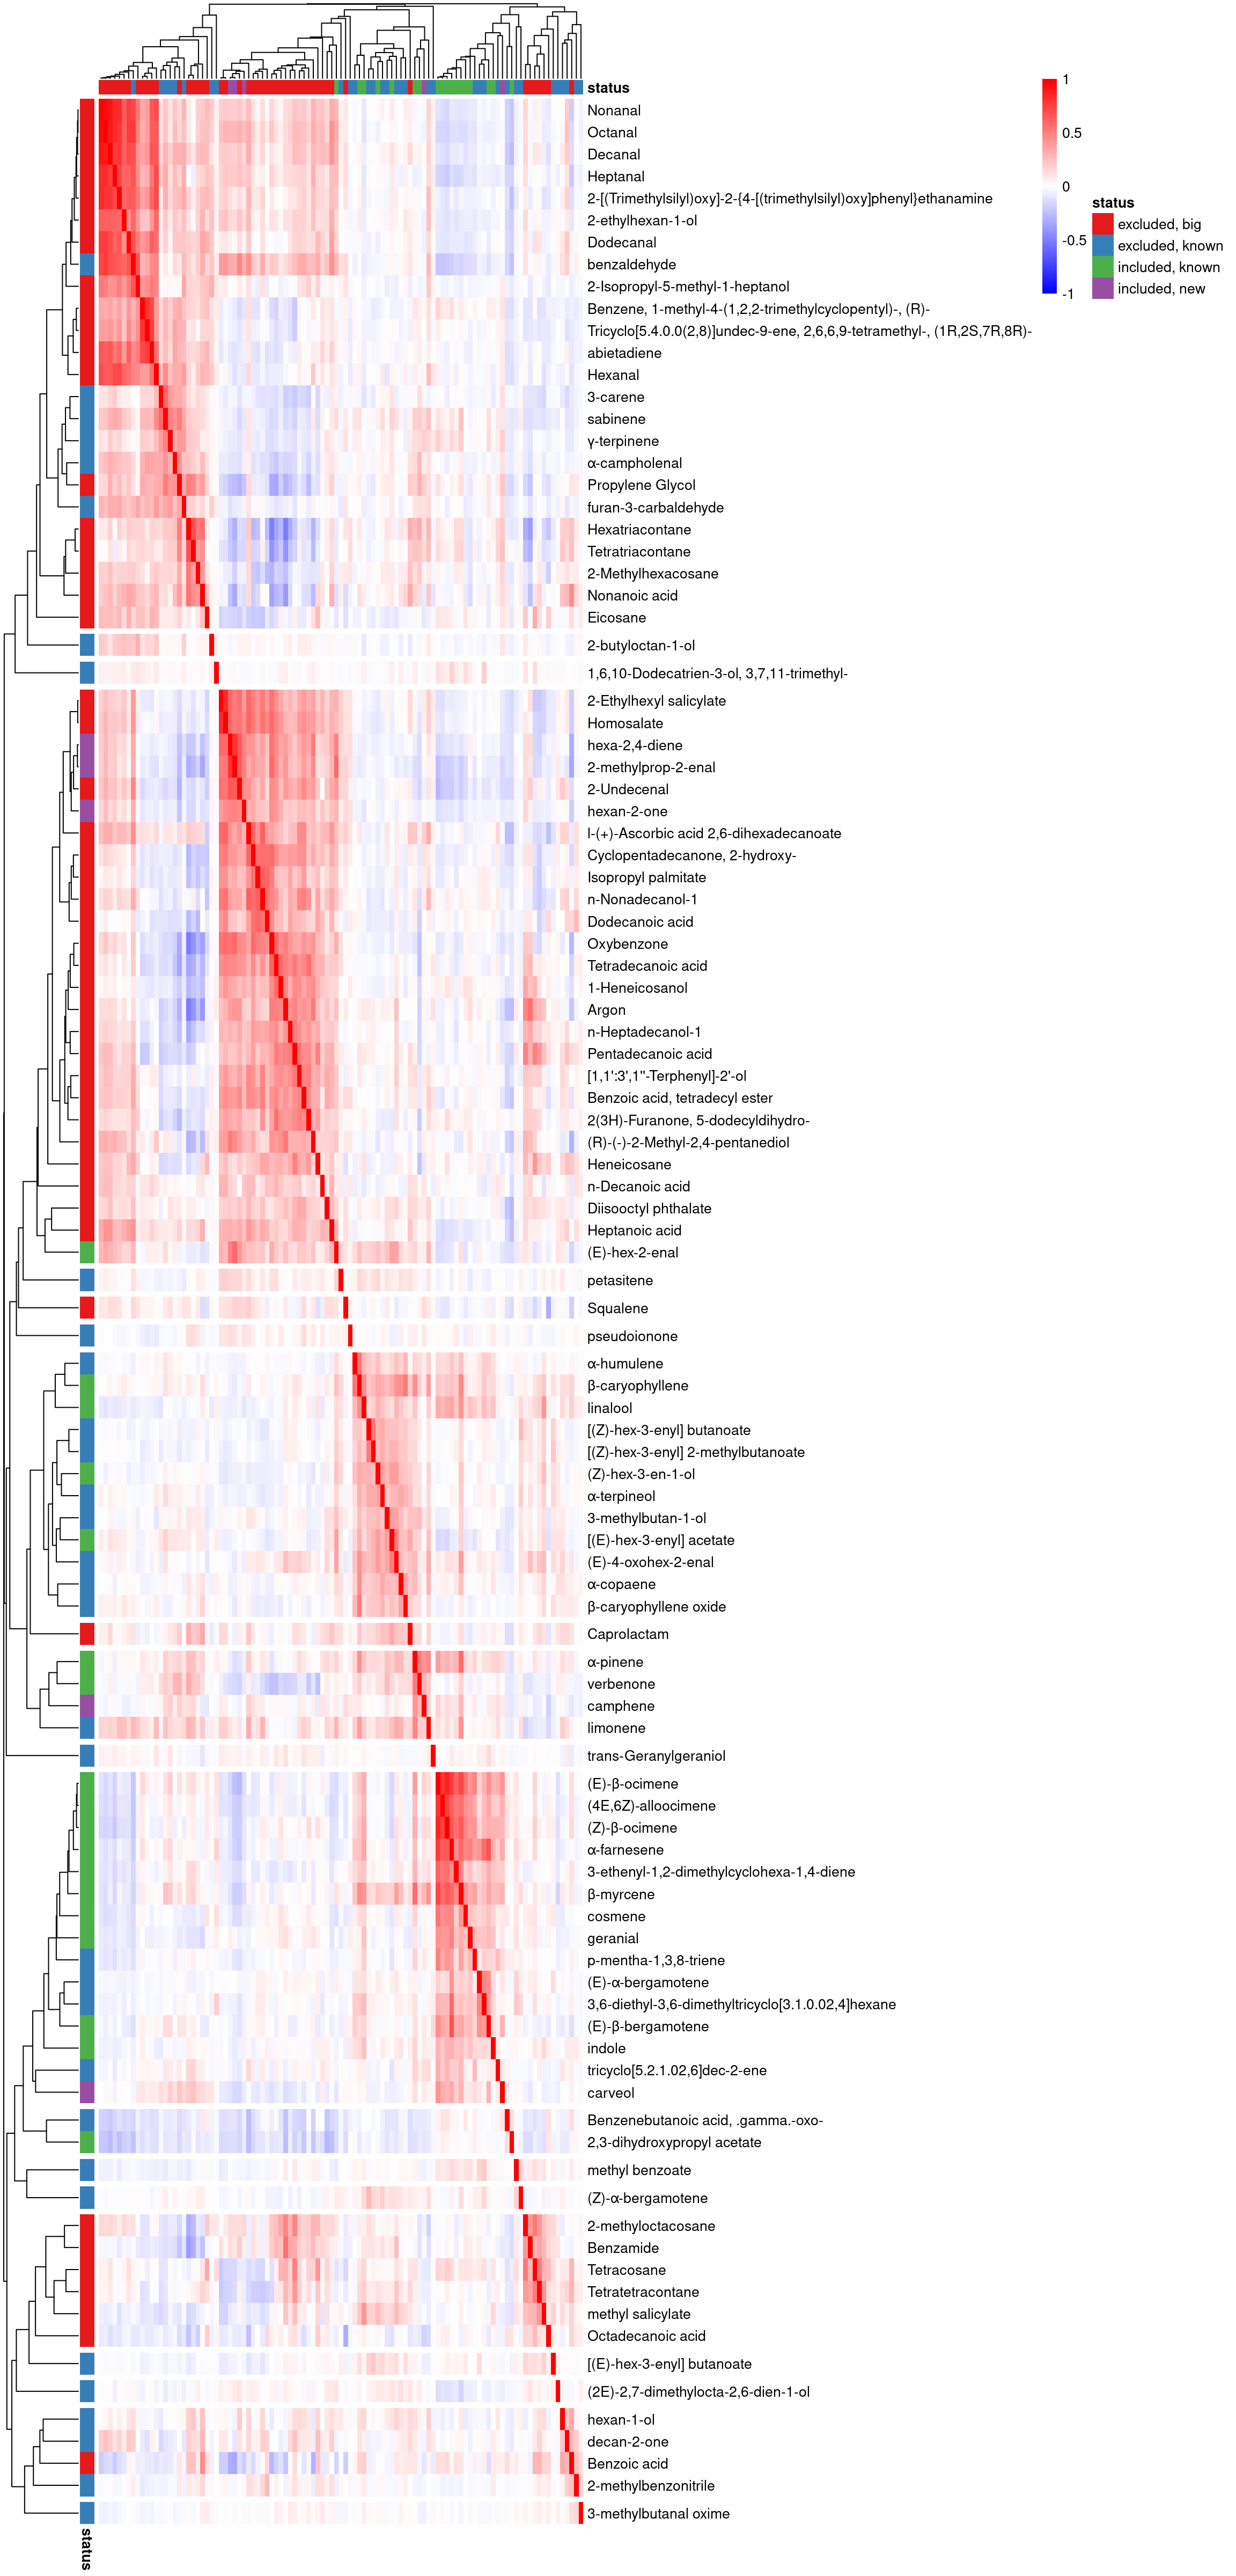 status
Nonanal
Octanal
Decanal
Heptanal
2-[(Trimethylsilyl)oxy]-2-{4-[(trimethylsilyl)oxy]phenyl}ethanamine
2-ethylhexan-1-ol
Dodecanal
benzaldehyde
2-Isopropyl-5-methyl-1-heptanol
Benzene, 1-methyl-4-(1,2,2-trimethylcyclopentyl)-, (R)-
Tricyclo[5.4.0.0(2,8)]undec-9-ene, 2,6,6,9-tetramethyl-, (1R,2S,7R,8R)-
abietadiene
Hexanal
3-carene
sabinene
γ-terpinene
α-campholenal
Propylene Glycol
furan-3-carbaldehyde
Hexatriacontane
Tetratriacontane
2-Methylhexacosane
Nonanoic acid
Eicosane
2-butyloctan-1-ol
1,6,10-Dodecatrien-3-ol, 3,7,11-trimethyl-
2-Ethylhexyl salicylate
Homosalate
hexa-2,4-diene
2-methylprop-2-enal
2-Undecenal
hexan-2-one
l-(+)-Ascorbic acid 2,6-dihexadecanoate
Cyclopentadecanone, 2-hydroxy-
Isopropyl palmitate
n-Nonadecanol-1
Dodecanoic acid
Oxybenzone
Tetradecanoic acid
1-Heneicosanol
Argon
n-Heptadecanol-1
Pentadecanoic acid
[1,1':3',1''-Terphenyl]-2'-ol
Benzoic acid, tetradecyl ester
2(3H)-Furanone, 5-dodecyldihydro-
(R)-(-)-2-Methyl-2,4-pentanediol
Heneicosane
n-Decanoic acid
Diisooctyl phthalate
Heptanoic acid
(E)-hex-2-enal
petasitene
Squalene
pseudoionone
α-humulene
β-caryophyllene
linalool
[(Z)-hex-3-enyl] butanoate
[(Z)-hex-3-enyl] 2-methylbutanoate
(Z)-hex-3-en-1-ol
α-terpineol
3-methylbutan-1-ol
[(E)-hex-3-enyl] acetate
(E)-4-oxohex-2-enal
α-copaene
β-caryophyllene oxide
Caprolactam
α-pinene
verbenone
camphene
limonene
trans-Geranylgeraniol
(E)-β-ocimene
(4E,6Z)-alloocimene
(Z)-β-ocimene
α-farnesene
3-ethenyl-1,2-dimethylcyclohexa-1,4-diene
β-myrcene
cosmene
geranial
p-mentha-1,3,8-triene
(E)-α-bergamotene
3,6-diethyl-3,6-dimethyltricyclo[3.1.0.02,4]hexane
(E)-β-bergamotene
indole
tricyclo[5.2.1.02,6]dec-2-ene
carveol
Benzenebutanoic acid, .gamma.-oxo-
2,3-dihydroxypropyl acetate
methyl benzoate
(Z)-α-bergamotene
2-methyloctacosane
Benzamide
Tetracosane
Tetratetracontane
methyl salicylate
Octadecanoic acid
[(E)-hex-3-enyl] butanoate
(2E)-2,7-dimethylocta-2,6-dien-1-ol
hexan-1-ol
decan-2-one
Benzoic acid
2-methylbenzonitrile
3-methylbutanal oxime
status
1
0.5
0
-0.5
-1
status
excluded, big
excluded, known
included, known
included, new